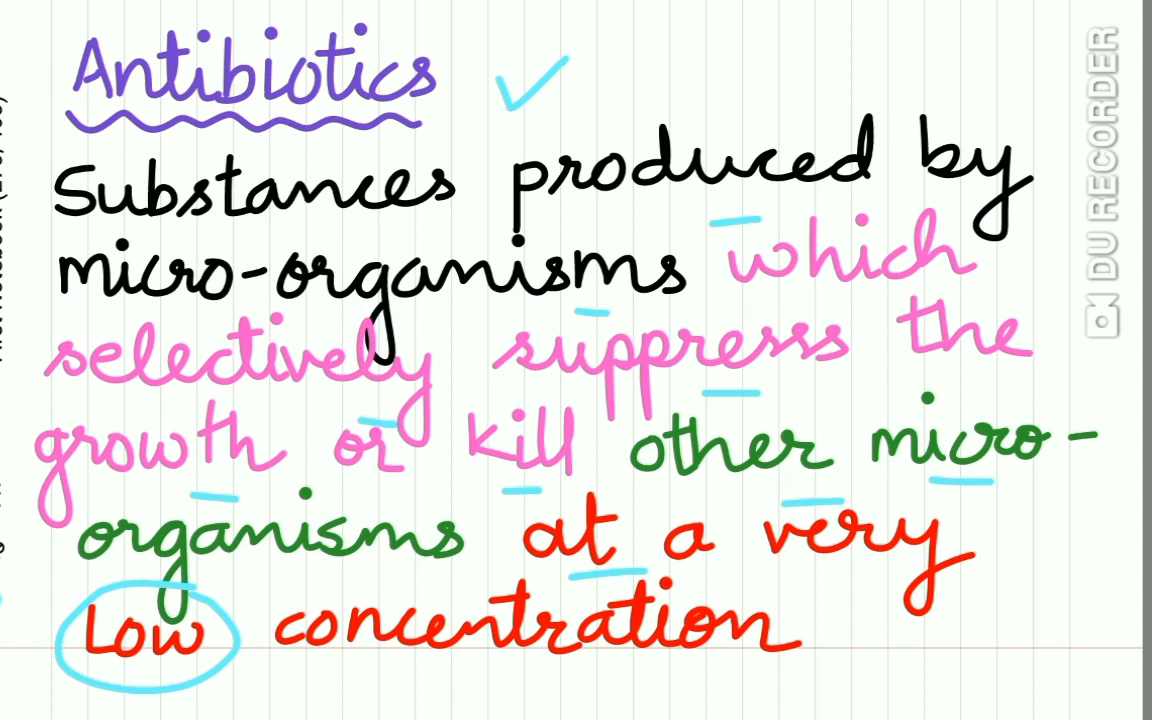 Antibiotics
Substances produced by
micro-organisms which
selectively suppress the
growth or kill other micro-
organisms at a very
Low concentration
DU RECORDER